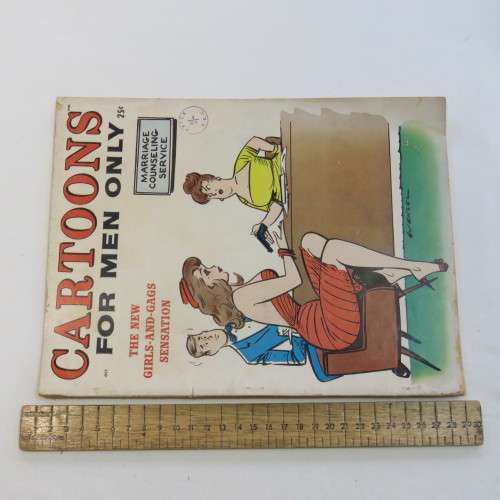 CARTOONS
FOR MEN ONLY
25¢
THE NEW
GIRLS-AND-GAGS
SENSATION
MARRIAGE
COUNSELING
SERVICE